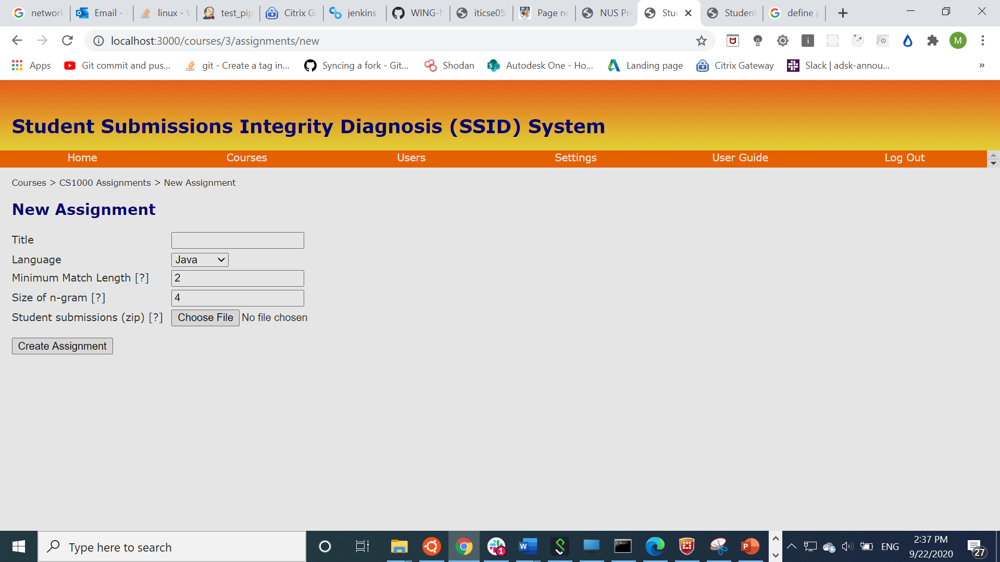 network
Email -
linux - V
test_pip
Citrix Ga
jenkins
WING-N
iticse05
Page no
NUS Pr
Stud
Student
define
localhost:3000/courses/3/assignments/new
M
Apps
Git commit and pus...
git - Create a tag in...
Syncing a fork - Git...
Shodan
Autodesk One - Ho...
Landing page
Citrix Gateway
Slack | adsk-annou...
»
Student Submissions Integrity Diagnosis (SSID) System
Home Courses Users Settings User Guide Log Out
Courses > CS1000 Assignments > New Assignment
New Assignment
Title
Language Java
Minimum Match Length [?] 2
Size of n-gram [?] 4
Student submissions (zip) [?] Choose File No file chosen
Create Assignment
Type here to search
1
ENG
2:37 PM
9/22/2020
27